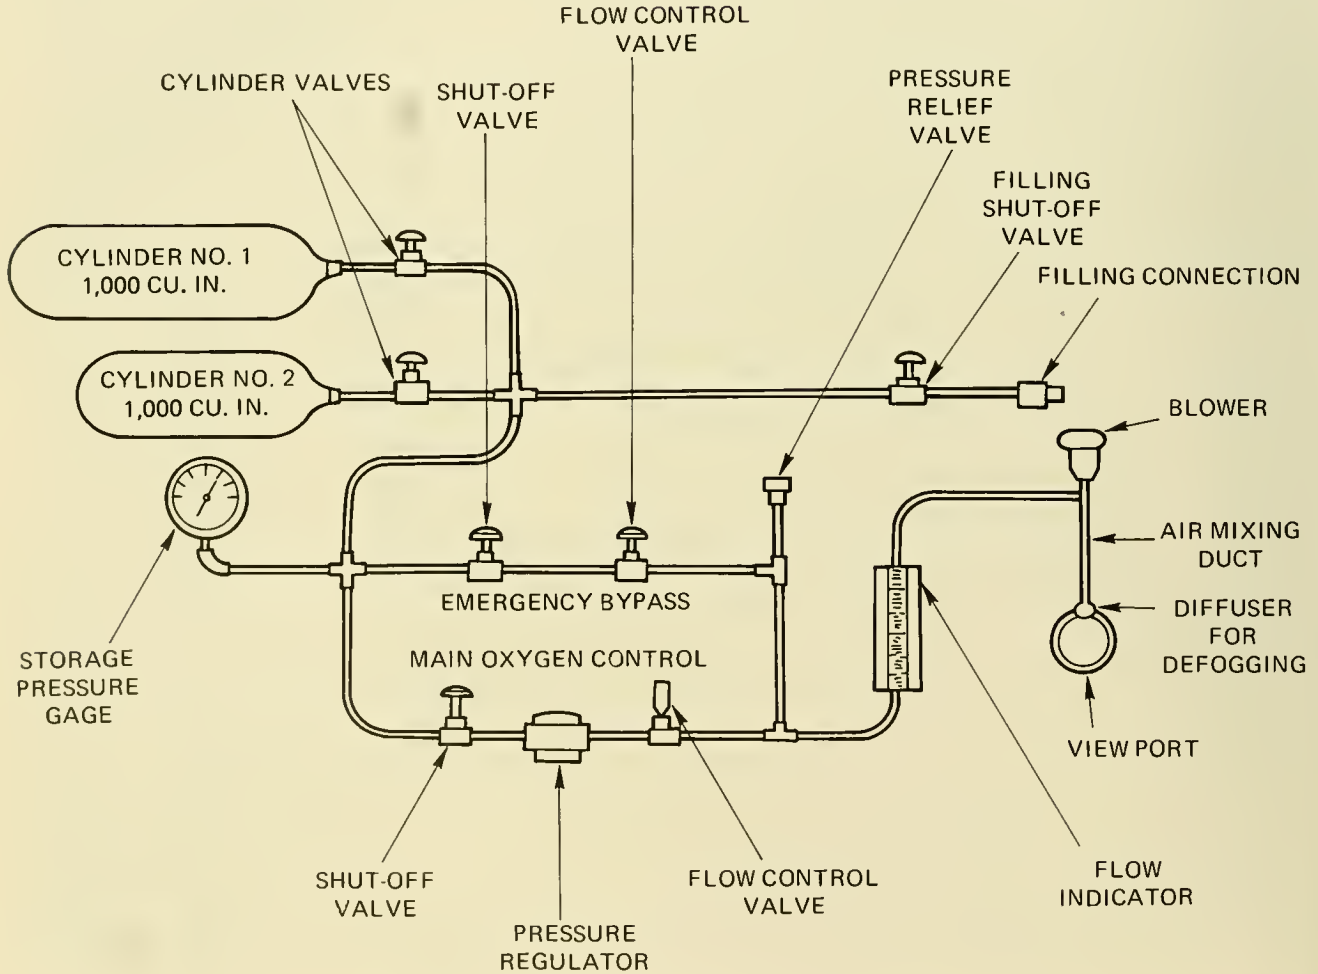 FLOW CONTROL
VALVE
CYLINDER VALVES
SHUT-OFF
VALVE
PRESSURE
RELIEF
VALVE
FILLING
SHUT-OFF
VALVE
FILLING CONNECTION
CYLINDER NO. 1
1,000 CU. IN.
CYLINDER NO. 2
1,000 CU. IN.
BLOWER
AIR MIXING
DUCT
DIFFUSER
FOR
DEFOGGING
VIEW PORT
EMERGENCY BYPASS
MAIN OXYGEN CONTROL
STORAGE
PRESSURE
GAGE
SHUT-OFF
VALVE
PRESSURE
REGULATOR
FLOW CONTROL
VALVE
FLOW
INDICATOR